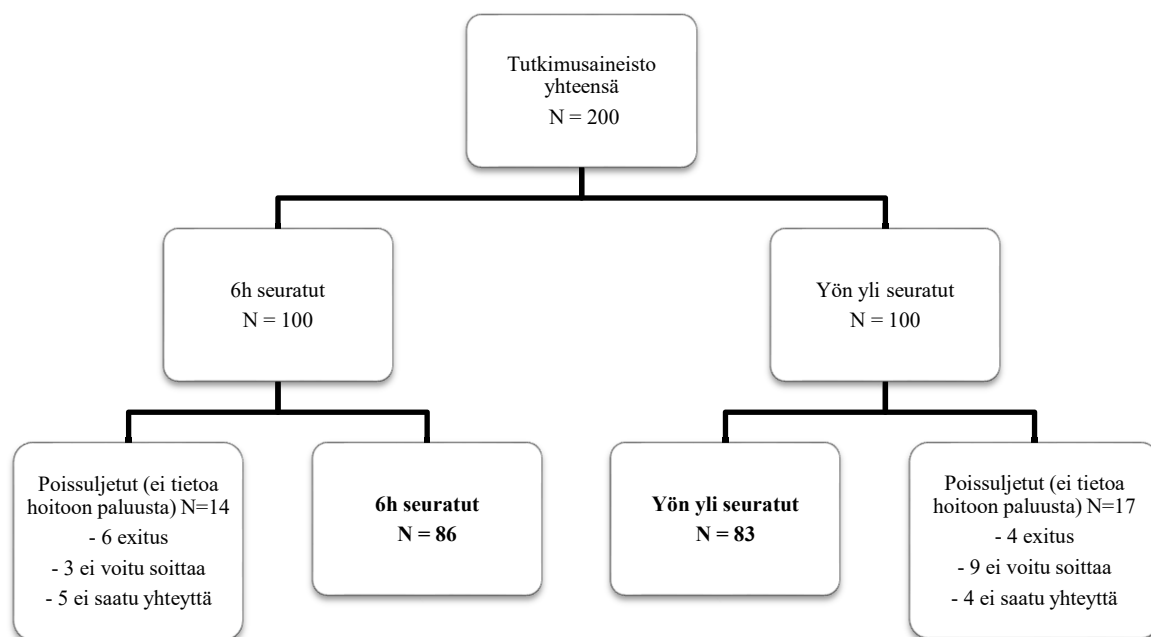 Tutkimusaineisto
yhteensä
N = 200
6h seuratut
N = 100
Yön yli seuratut
N = 100
Poissuljetut (ei tietoa
hoitoon paluusta) N=14
- 6 exitus
- 3 ei voitu soittaa
- 5 ei saatu yhteyttä
6h seuratut
N = 86
Yön yli seuratut
N = 83
Poissuljetut (ei tietoa
hoitoon paluusta) N=17
- 4 exitus
- 9 ei voitu soittaa
- 4 ei saatu yhteyttä